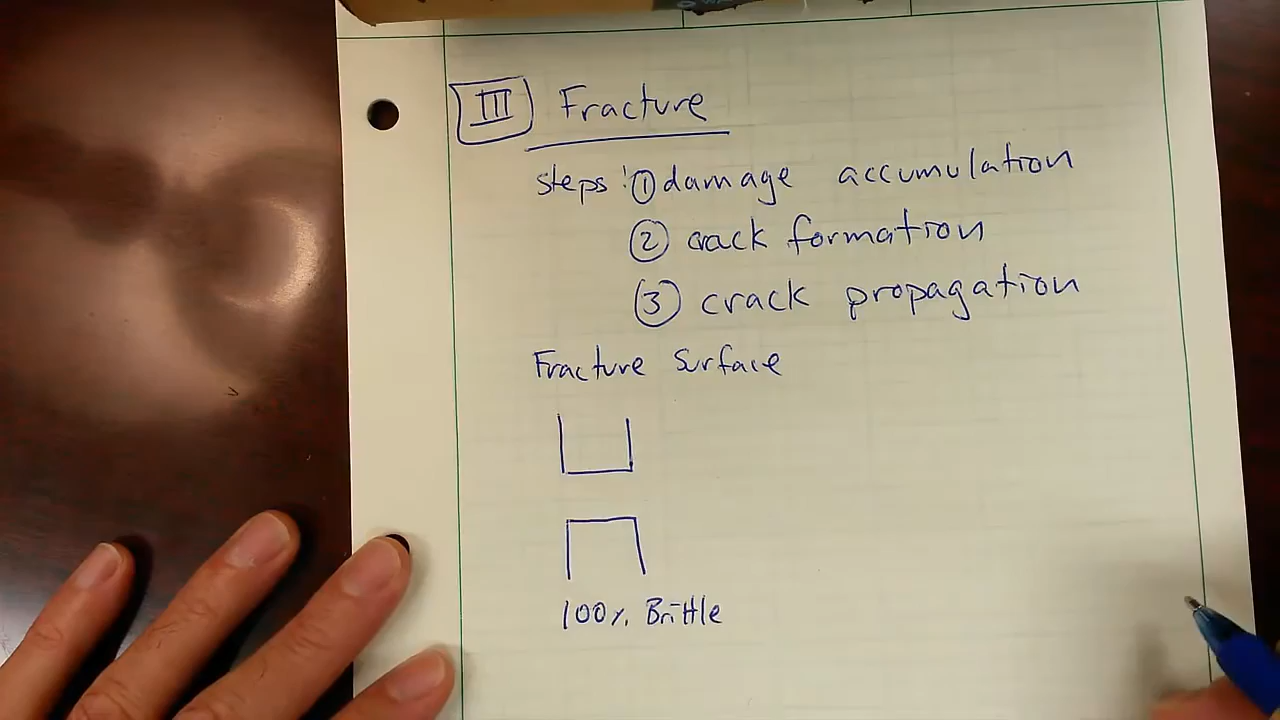 III Fracture
steps: ① damage accumulation
② crack formation
③ crack propagation
Fracture Surface
100% Brittle